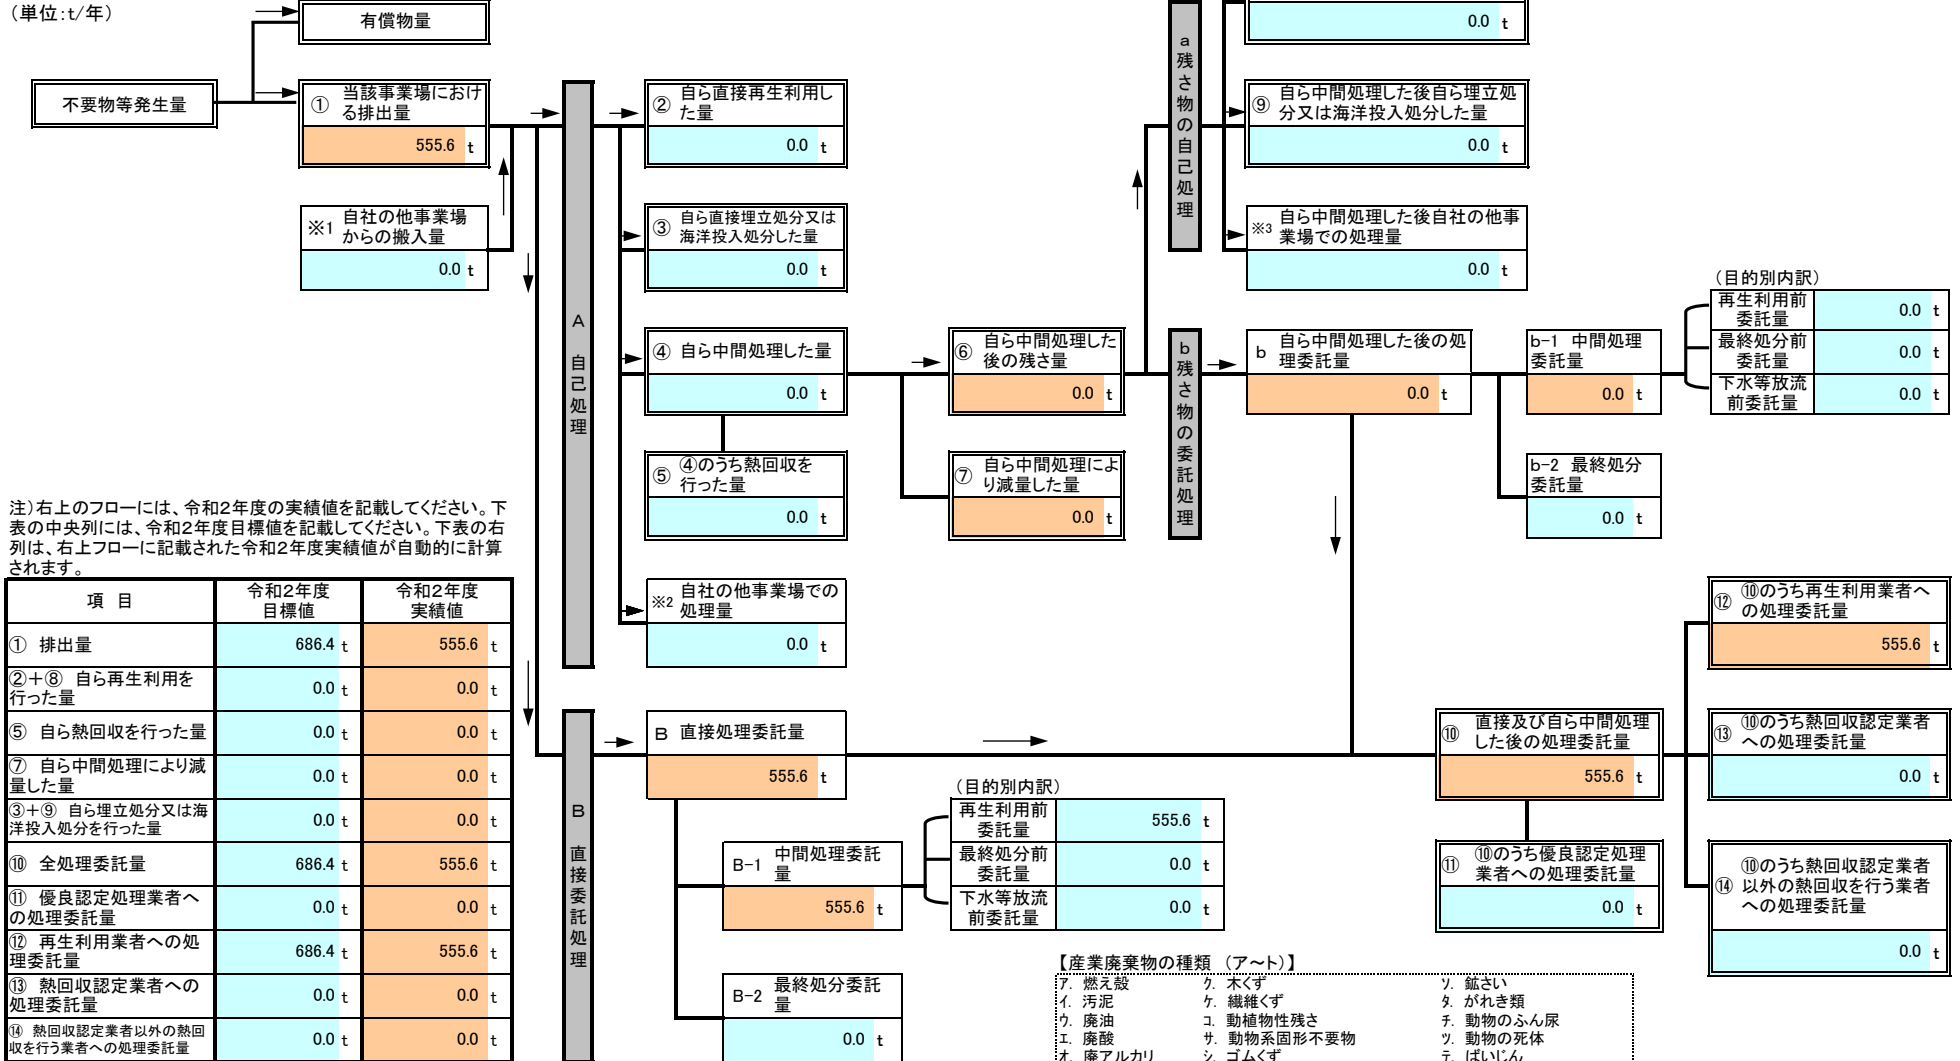 （単位：t/年）
有償物量
不要物等発生量
① 当該事業場におけ
る排出量
555.6 t
※1 自社の他事業場
からの搬入量
0.0 t
A 自己処理
② 自ら直接再生利用し
た量
0.0 t
③ 自ら直接埋立処分又は
海洋投入処分した量
0.0 t
④ 自ら中間処理した量
0.0 t
⑤ ④のうち熱回収を
行った量
0.0 t
※2 自社の他事業場での
処理量
0.0 t
⑥ 自ら中間処理した
後の残さ量
0.0 t
⑦ 自ら中間処理によ
り減量した量
0.0 t
a残さ物の自己処理
0.0 t
⑨ 自ら中間処理した後自ら埋立処
分又は海洋投入処分した量
0.0 t
※3 自ら中間処理した後自社の他事
業場での処理量
0.0 t
b残さ物の委託処理
b 自ら中間処理した後の処
理委託量
0.0 t
b-1 中間処理
委託量
0.0 t
b-2 最終処分
委託量
0.0 t
（目的別内訳）
再生利用前
委託量
0.0 t
最終処分前
委託量
0.0 t
下水等放流
前委託量
0.0 t
注）右上のフローには、令和2年度の実績値を記載してください。下
表の中央列には、令和2年度目標値を記載してください。下表の右
列は、右上フローに記載された令和2年度実績値が自動的に計算
されます。
項 目
令和2年度
目標値
令和2年度
実績値
① 排出量
686.4 t 555.6 t
②＋⑧ 自ら再生利用を
行った量
0.0 t 0.0 t
⑤ 自ら熱回収を行った量
0.0 t 0.0 t
⑦ 自ら中間処理により減
量した量
0.0 t 0.0 t
③＋⑨ 自ら埋立処分又は海
洋投入処分を行った量
0.0 t 0.0 t
⑩ 全処理委託量
686.4 t 555.6 t
⑪ 優良認定処理業者へ
の処理委託量
0.0 t 0.0 t
⑫ 再生利用業者への処
理委託量
686.4 t 555.6 t
⑬ 熱回収認定業者への
処理委託量
0.0 t 0.0 t
⑭ 熱回収認定業者以外の熱回
収を行う業者への処理委託量
0.0 t 0.0 t
B 直接委託処理
B 直接処理委託量
555.6 t
B-1 中間処理委託
量
555.6 t
B-2 最終処分委託
量
0.0 t
（目的別内訳）
再生利用前
委託量
555.6 t
最終処分前
委託量
0.0 t
下水等放流
前委託量
0.0 t
⑩ 直接及び自ら中間処理
した後の処理委託量
555.6 t
⑪ ⑩のうち優良認定処理
業者への処理委託量
0.0 t
⑫ ⑩のうち再生利用業者へ
の処理委託量
555.6 t
⑬ ⑩のうち熱回収認定業者
への処理委託量
0.0 t
⑭ ⑩のうち熱回収認定業者
以外の熱回収を行う業者
への処理委託量
0.0 t
【産業廃棄物の種類 （ア～ト）】
ア. 燃え殻 ク. 木くず ソ. 鉱さい
イ. 汚泥 ケ. 繊維くず タ. がれき類
ウ. 廃油 コ. 動植物性残さ チ. 動物のふん尿
エ. 廃酸 サ. 動物系固形不要物 ツ. 動物の死体
オ. 廃アルカリ シ. ゴムくず テ. ばいじん